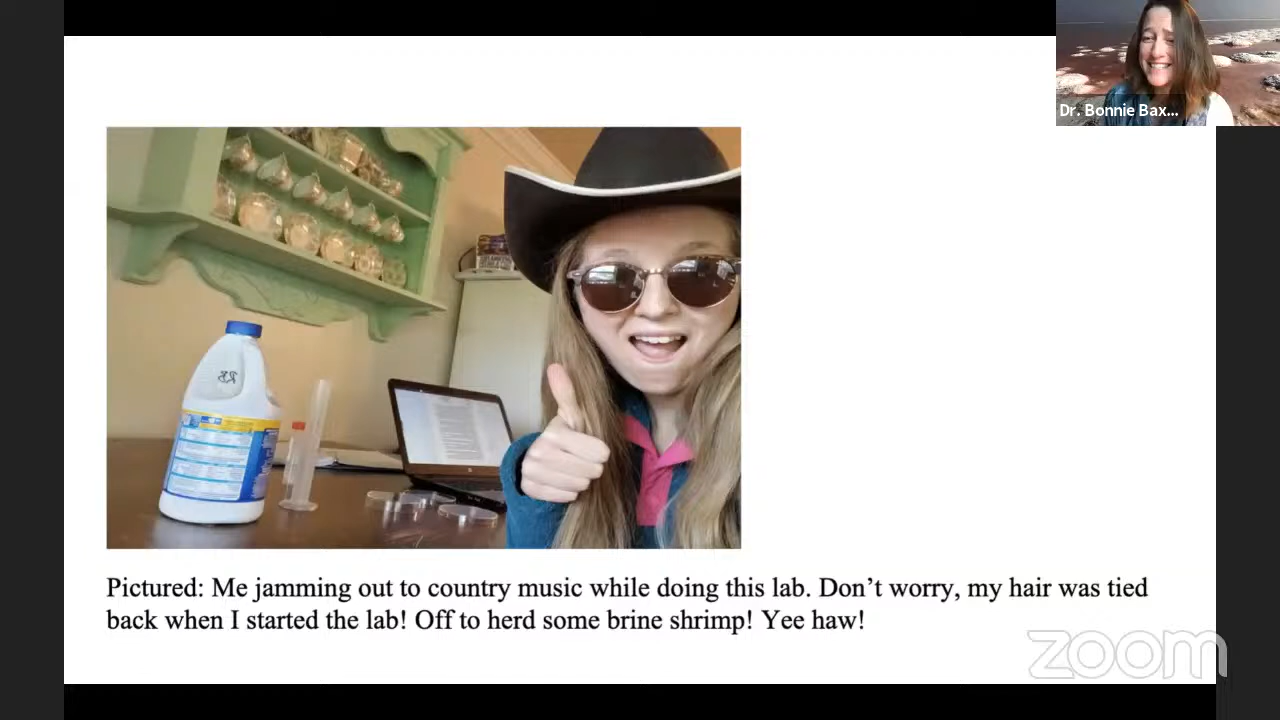 Dr. Bonnie Bax...
Pictured: Me jamming out to country music while doing this lab. Don’t worry, my hair was tied
back when I started the lab! Off to herd some brine shrimp! Yee haw!
zoom